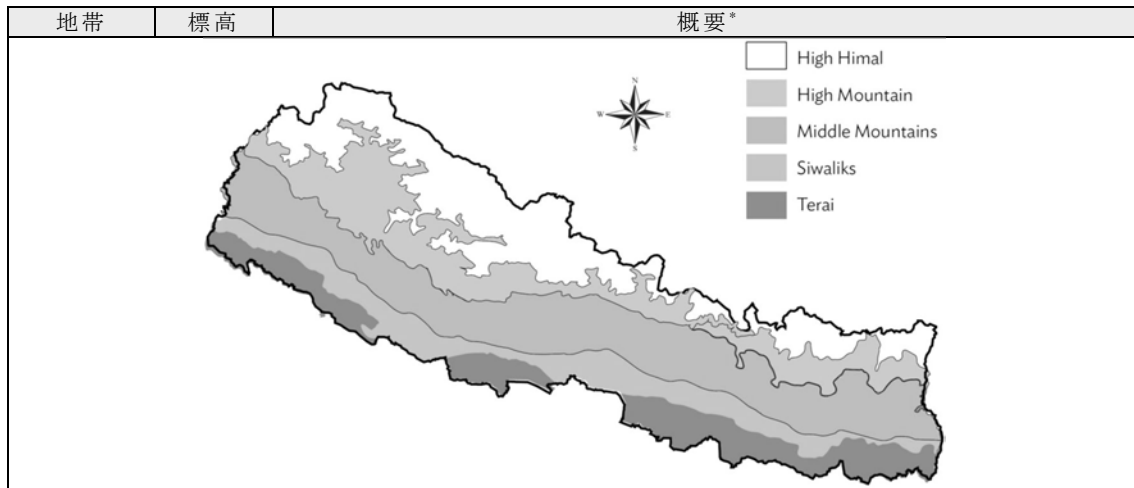 地帯 標高 概要*
High Himal
High Mountain
Middle Mountains
Siwaliks
Terai
N
W E
S